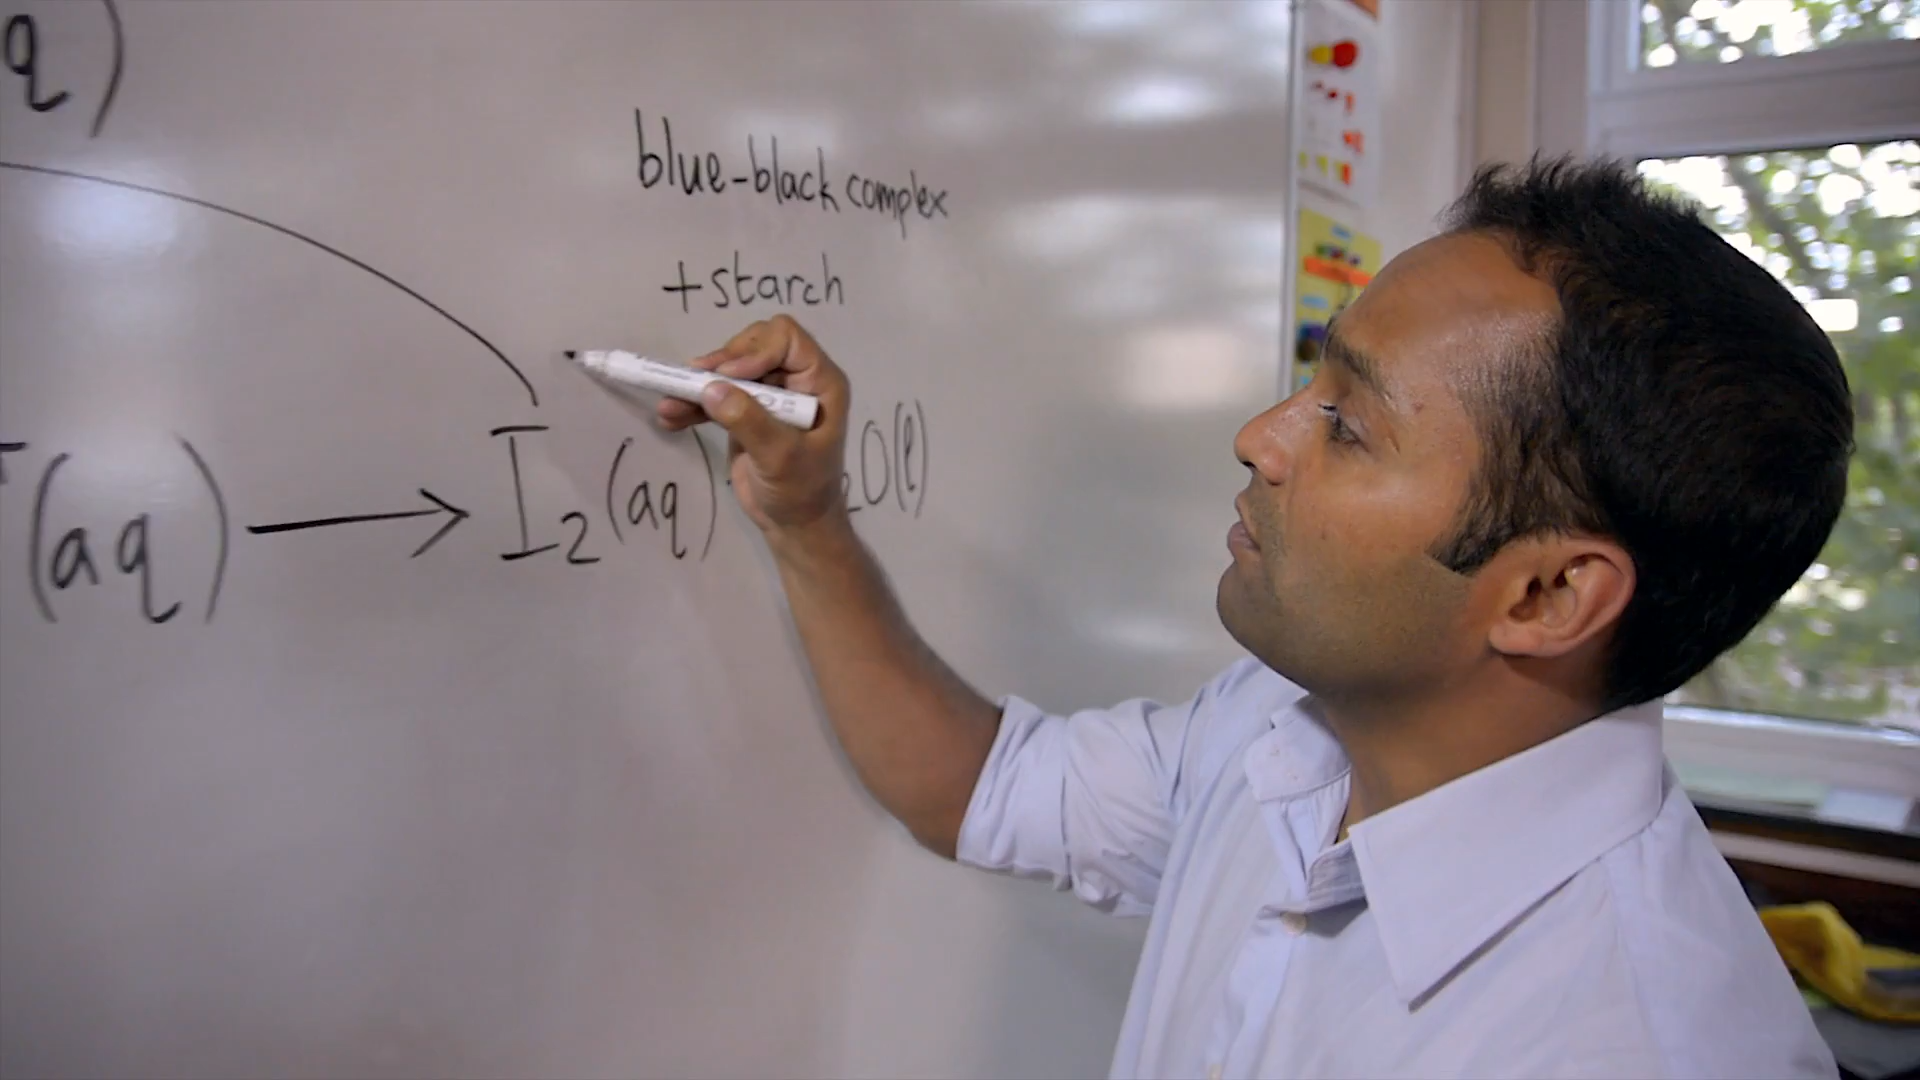 q)
blue-black complex
+starch
(aq) → I₂(aq) ₂O(l)